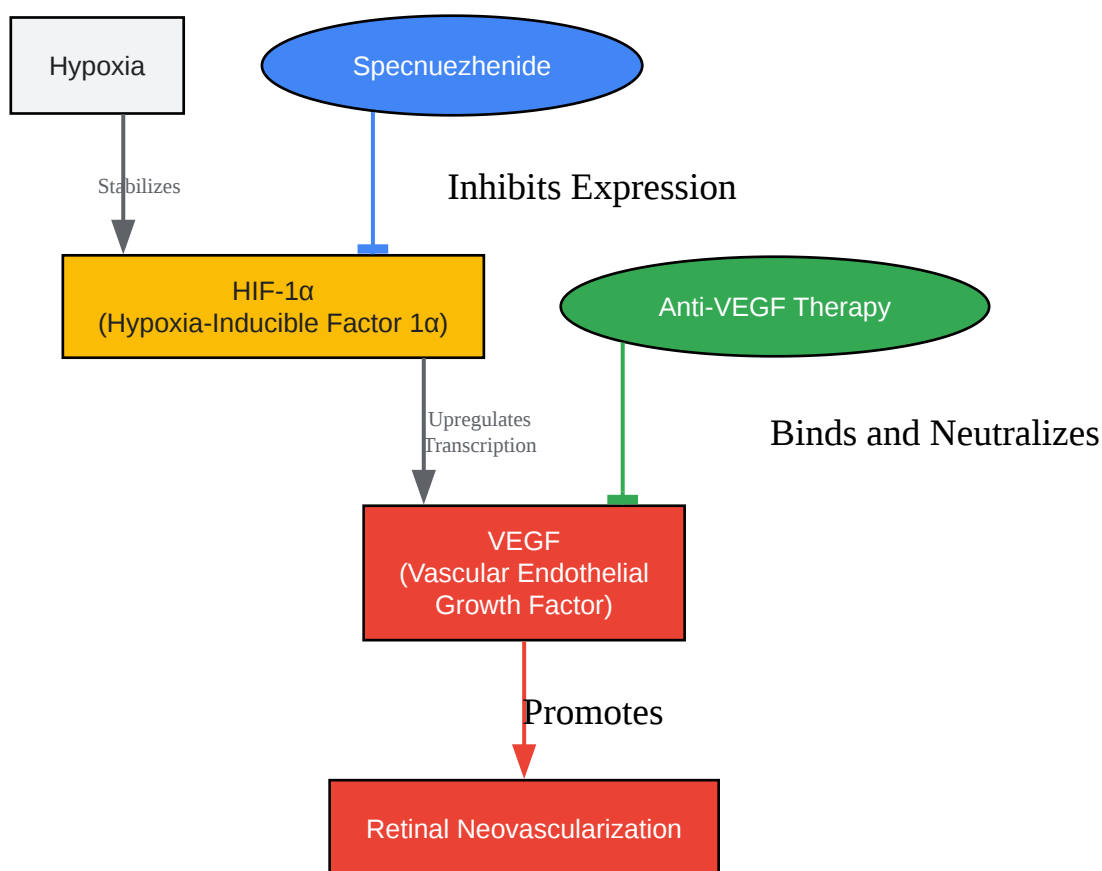 Hypoxia
Specnuezhenide
Stabilizes
Inhibits Expression
HIF-1α
(Hypoxia-Inducible Factor 1α)
Anti-VEGF Therapy
Upregulates
Transcription
Binds and Neutralizes
VEGF
(Vascular Endothelial
Growth Factor)
Promotes
Retinal Neovascularization